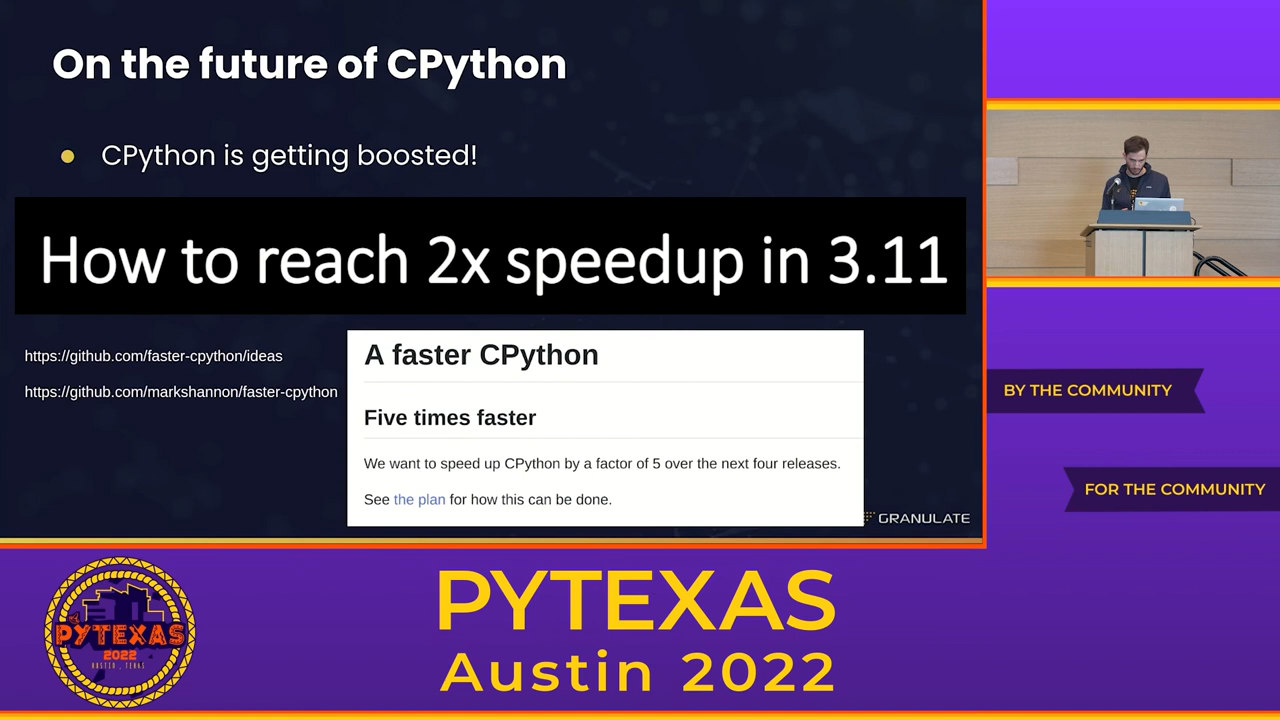 On the future of CPython
● CPython is getting boosted!
How to reach 2x speedup in 3.11
https://github.com/faster-cpython/ideas
https://github.com/markshannon/faster-cpython
A faster CPython
Five times faster
We want to speed up CPython by a factor of 5 over the next four releases.
See the plan for how this can be done.
GRANULATE
BY THE COMMUNITY
FOR THE COMMUNITY
PYTEXAS
2022
AUSTIN, TEXAS
PYTEXAS
Austin 2022